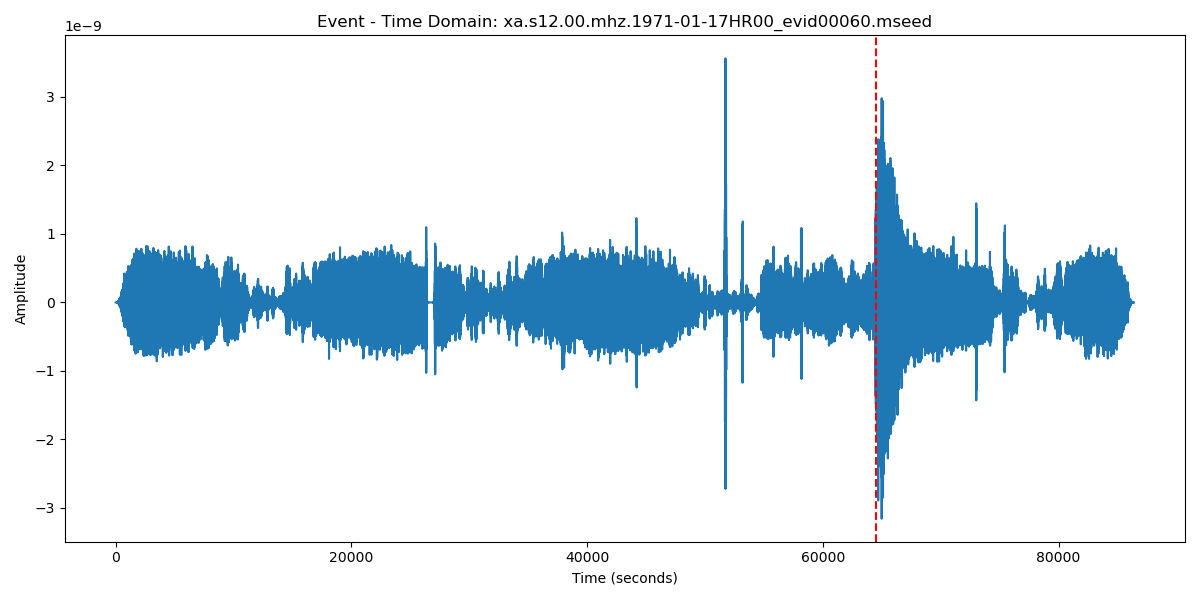 Event - Time Domain: xa.s12.00.mhz.1971-01-17HR00_evid00060.mseed
1e−9
3
2
1
0
−1
−2
−3
Amplitude
0 20000 40000 60000 80000
Time (seconds)